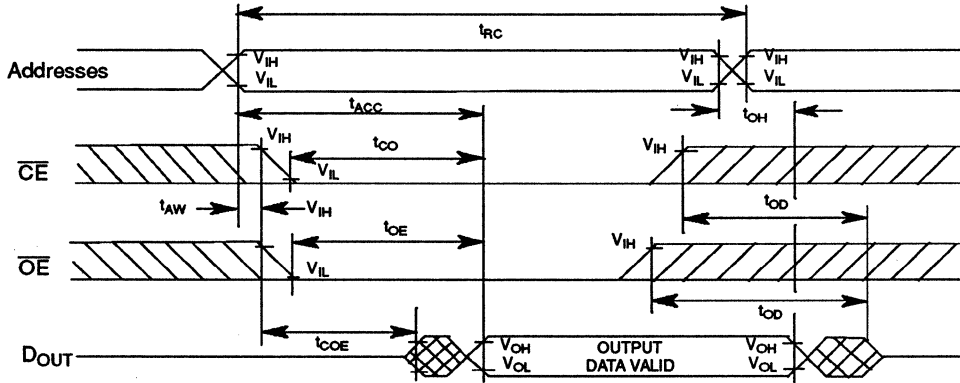 tRC
Addresses VIH VIL VIH VIH VIL VIL
tACC tOH
CE VIH tCO VIL VIH
tAW VIH tOD
OE tOE VIL VIH
tCOE tOD
DOUT VOH VOL OUTPUT DATA VALID VOH VOL